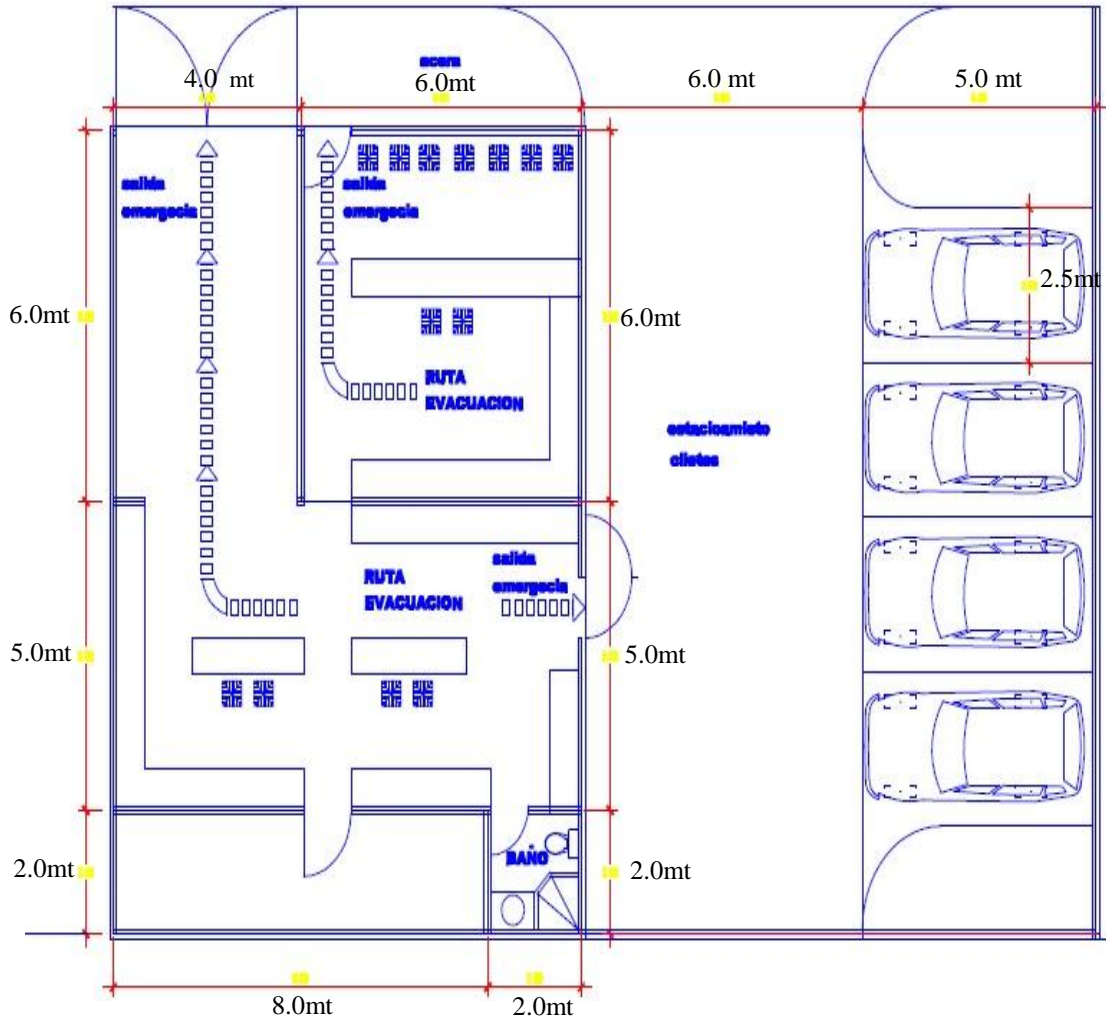 acera
4.0 mt
6.0mt
6.0 mt
5.0 mt
salida
emergecia
salida
emergecia
2.5mt
6.0mt
6.0mt
RUTA
EVACUACION
estacioamieto
clietes
salida
emergecia
RUTA
EVACUACION
5.0mt
5.0mt
BAÑO
2.0mt
2.0mt
8.0mt
2.0mt